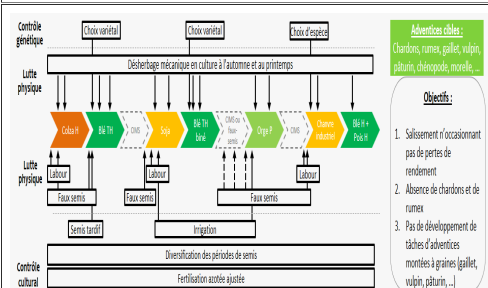 Contrôle
génétique
Choix variétal
Choix variétal
Choix d'espèce
Lutte
physique
Désherbage mécanique en culture à l'automne et au printemps
Colza H
Blé TH
CIMS
Soja
Blé TH
biné
CIMS ou
faux-
semis
Orge P
CIMS
Chanvre
industriel
Blé H +
Pois H
Lutte
physique
Labour
Labour
Labour
Faux semis
Faux semis
Faux semis
Semis tardif
Irrigation
Contrôle
cultural
Diversification des périodes de semis
Fertilisation azotée ajustée
Adventices cibles :
Chardons, rumex, gaillet, vulpin,
pâturin, chénopode, morelle, ...
Objectifs :
1. Salissement n'occasionnant
pas de pertes de
rendement
2. Absence de chardons et de
rumex
3. Pas de développement de
tâches d'adventices
montées à graines (gaillet,
vulpin, pâturin, ...)